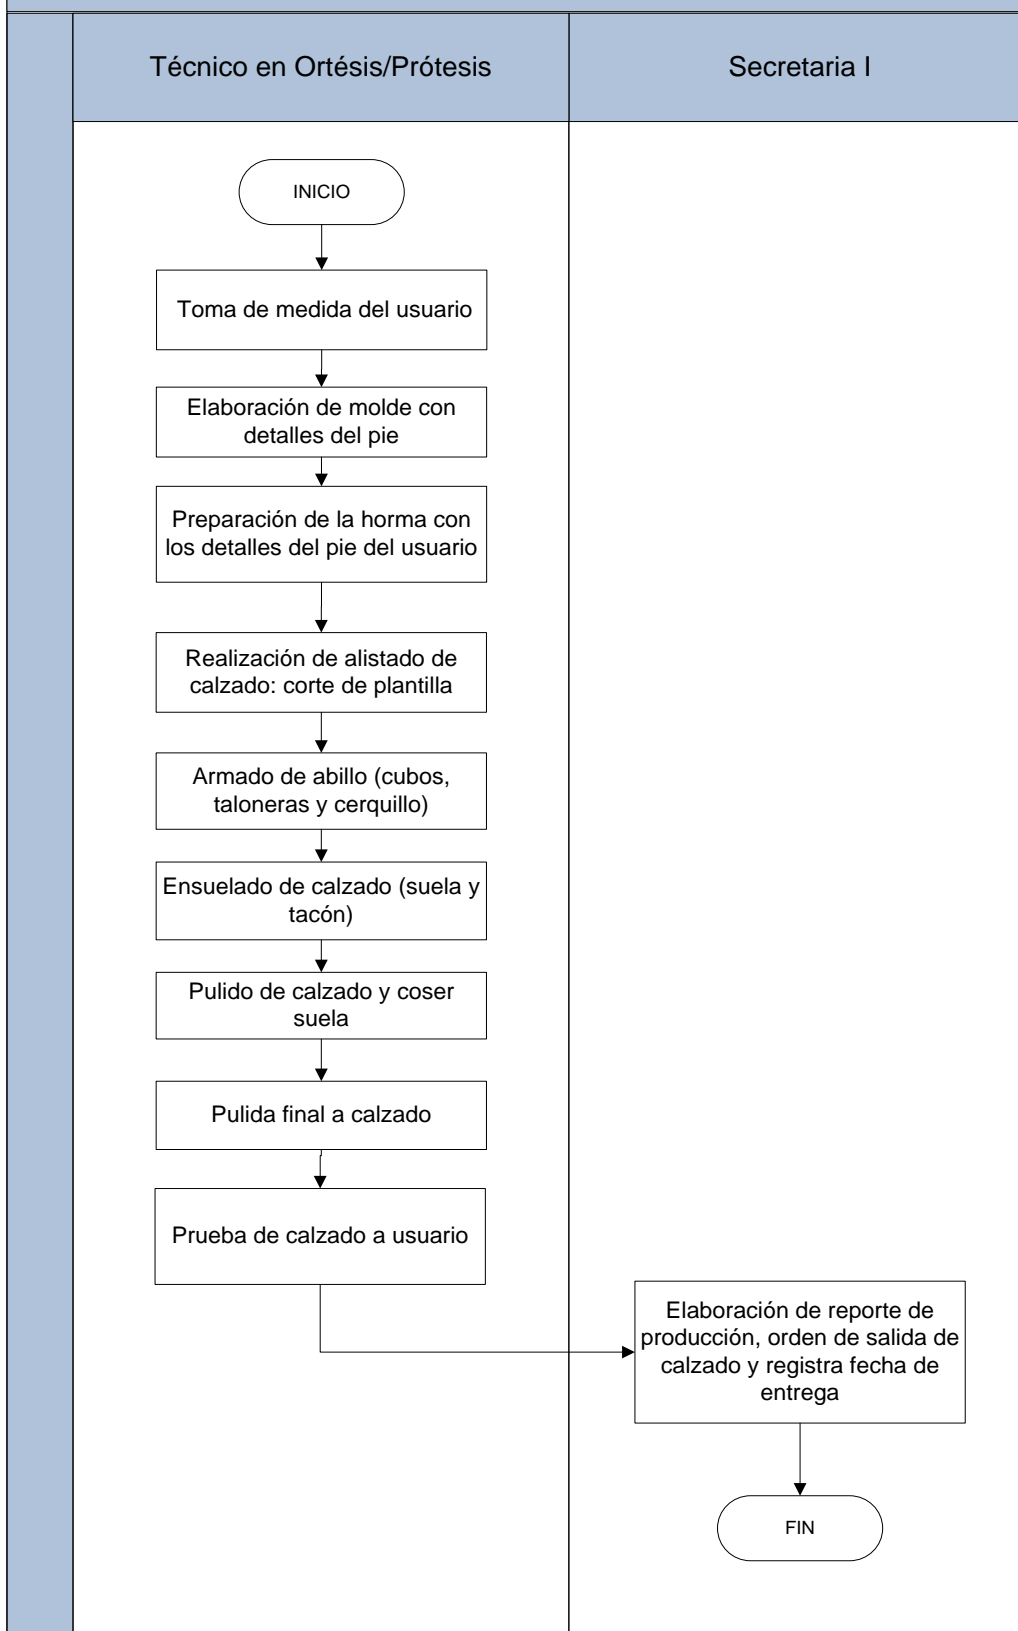 Técnico en Ortésis/Prótesis
Secretaria I
INICIO
Toma de medida del usuario
Elaboración de molde con
detalles del pie
Preparación de la horma con
los detalles del pie del usuario
Realización de alistado de
calzado: corte de plantilla
Armado de abillo (cubos,
taloneras y cerquillo)
Ensuelado de calzado (suela y
tacón)
Pulido de calzado y coser
suela
Pulida final a calzado
Prueba de calzado a usuario
Elaboración de reporte de
producción, orden de salida de
calzado y registra fecha de
entrega
FIN